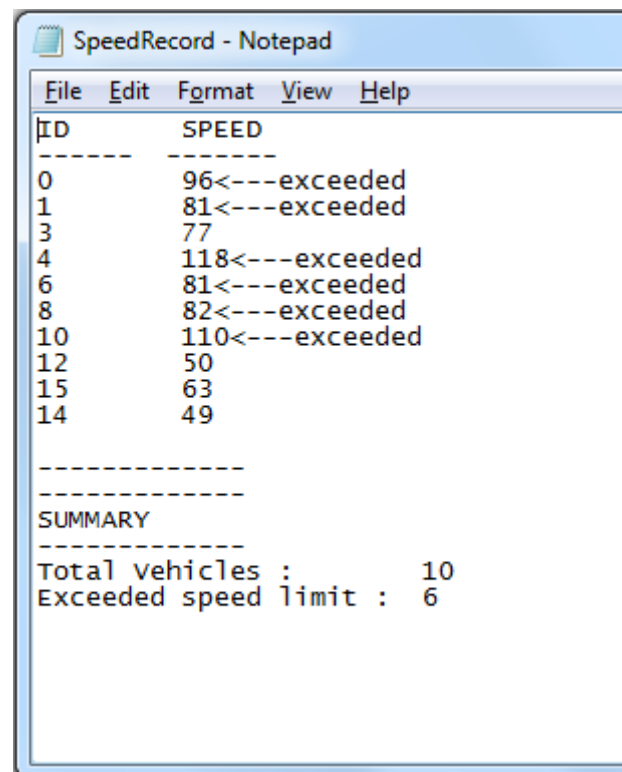 SpeedRecord - Notepad
File Edit Format View Help
ID SPEED
------ -------
0 96<---exceeded
1 81<---exceeded
3 77
4 118<---exceeded
6 81<---exceeded
8 82<---exceeded
10 110<---exceeded
12 50
15 63
14 49
-------------
-------------
SUMMARY
-------------
Total Vehicles : 10
Exceeded speed limit : 6